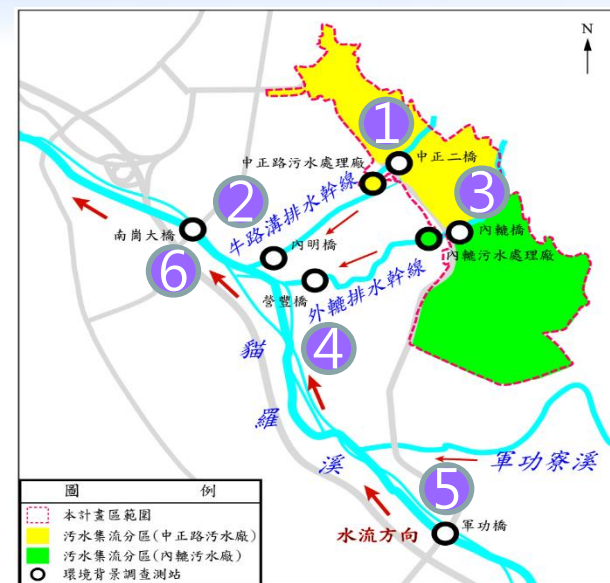 N
1
中正路污水處理廠
中正二橋
3
2
牛路溝排水幹線
內轆橋
南崗大橋
內明橋
內轆污水處理廠
6
營豐橋
外轆排水幹線
4
貓羅溪
軍功寮溪
5
水流方向
軍功橋
圖 例
本計畫區範圍
污水集流分區(中正路污水廠)
污水集流分區(內轆污水廠)
環境背景調查測站